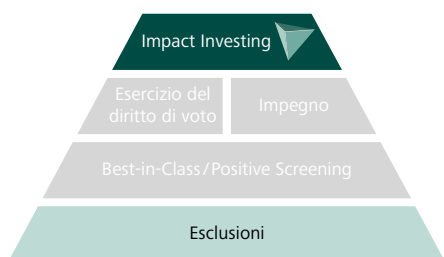 Impact Investing
Esercizio del
diritto di voto
Impegno
Best-in-Class/Positive Screening
Esclusioni